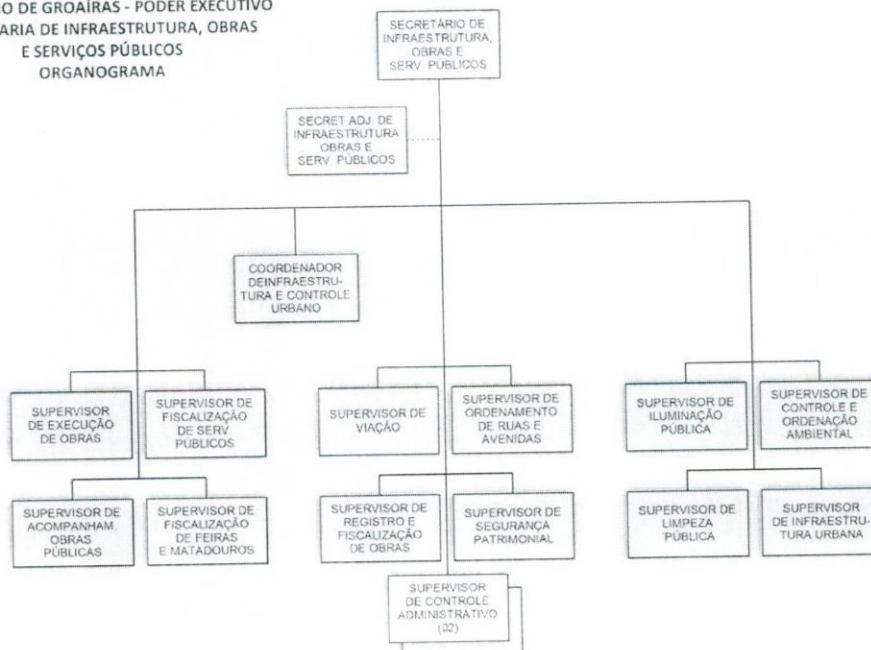 O DE GROAÍRAS - PODER EXECUTIVO
ARIA DE INFRAESTRUTURA, OBRAS
E SERVIÇOS PÚBLICOS
ORGANOGRAMA
SECRETÁRIO DE
INFRAESTRUTURA,
OBRAS E
SERV. PÚBLICOS
SECRET ADJ. DE
INFRAESTRUTURA
OBRAS E
SERV. PÚBLICOS
COORDENADOR
DEINFRAESTRU-
TURA E CONTROLE
URBANO
SUPERVISOR
DE EXECUÇÃO
DE OBRAS
SUPERVISOR DE
FISCALIZAÇÃO
DE SERV
PÚBLICOS
SUPERVISOR DE
VIAÇÃO
SUPERVISOR DE
ORDENAMENTO
DE RUAS E
AVENIDAS
SUPERVISOR DE
ILUMINAÇÃO
PÚBLICA
SUPERVISOR DE
CONTROLE E
ORDENAÇÃO
AMBIENTAL
SUPERVISOR DE
ACOMPANHAM.
OBRAS
PÚBLICAS
SUPERVISOR DE
FISCALIZAÇÃO
DE FEIRAS
E MATADOUROS
SUPERVISOR DE
REGISTRO E
FISCALIZAÇÃO
DE OBRAS
SUPERVISOR DE
SEGURANÇA
PATRIMONIAL
SUPERVISOR DE
LIMPEZA
PÚBLICA
SUPERVISOR
DE INFRAESTRU-
TURA URBANA
SUPERVISOR
DE CONTROLE
ADMINISTRATIVO
(02)